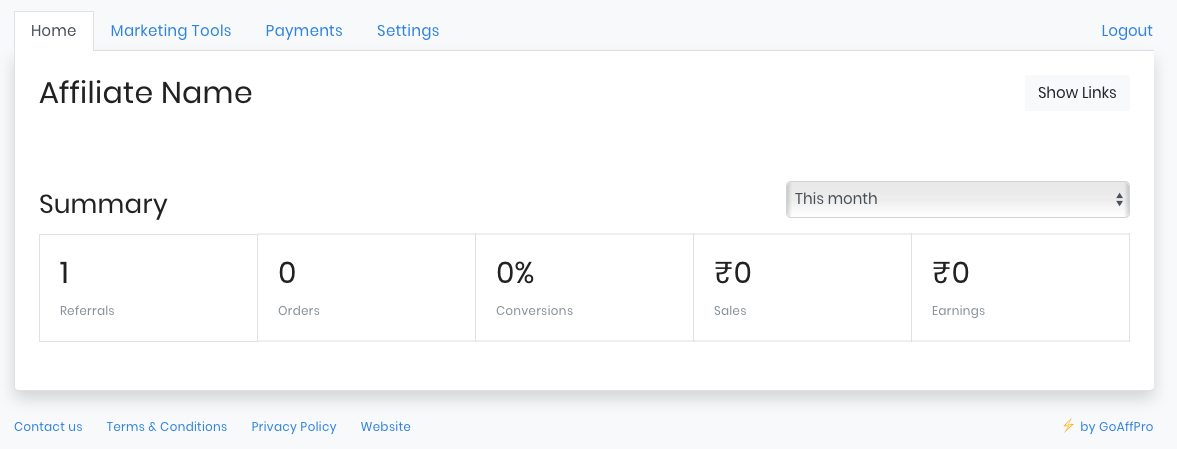 Home Marketing Tools Payments Settings Logout
Affiliate Name Show Links
Summary This month
1 0 0% ₹0 ₹0
Referrals Orders Conversions Sales Earnings
Contact us Terms & Conditions Privacy Policy Website ⚡ by GoAffPro